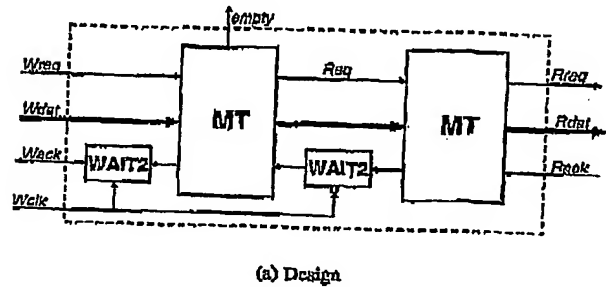 empty
Wreq Req Rreq
Wdat MT MT Rdat
Wack WAIT2 WAIT2 Rack
Wclk
(a) Design